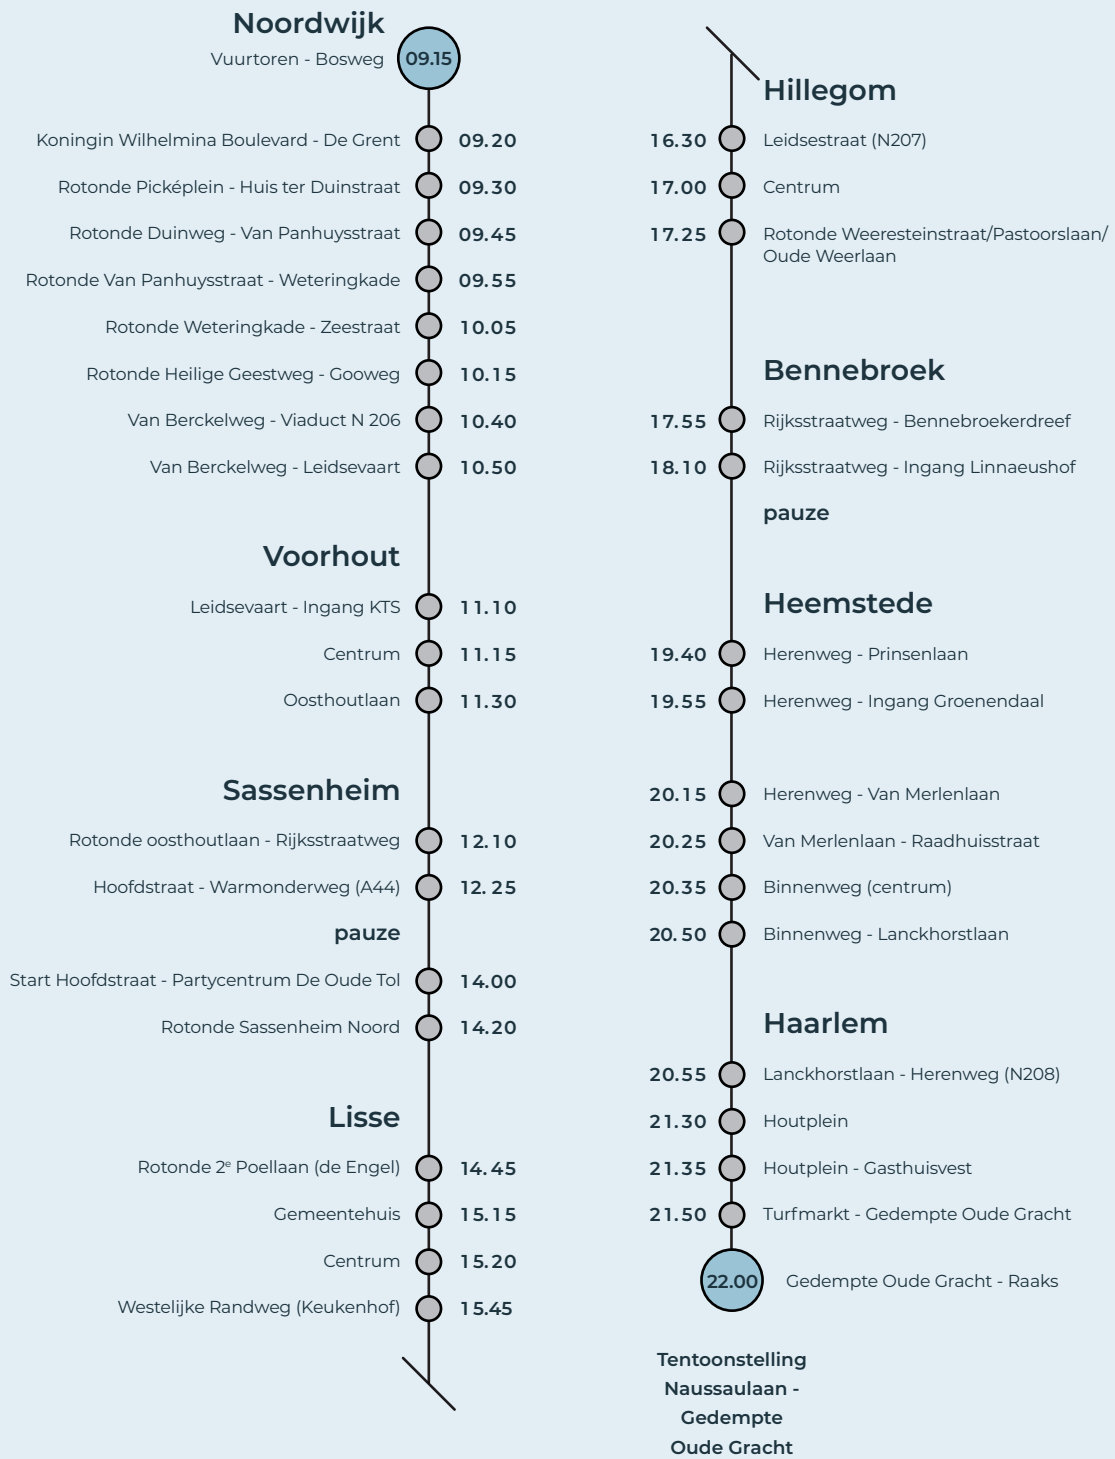 Noordwijk
Vuurtoren - Bosweg 09.15
Koningin Wilhelmina Boulevard - De Grent 09.20
Rotonde Picképlein - Huis ter Duinstraat 09.30
Rotonde Duinweg - Van Panhuysstraat 09.45
Rotonde Van Panhuysstraat - Weteringkade 09.55
Rotonde Weteringkade - Zeestraat 10.05
Rotonde Heilige Geestweg - Gooweg 10.15
Van Berckelweg - Viaduct N 206 10.40
Van Berckelweg - Leidsevaart 10.50
Voorhout
Leidsevaart - Ingang KTS 11.10
Centrum 11.15
Oosthoutlaan 11.30
Sassenheim
Rotonde oosthoutlaan - Rijksstraatweg 12.10
Hoofdstraat - Warmonderweg (A44) 12.25
pauze
Start Hoofdstraat - Partycentrum De Oude Tol 14.00
Rotonde Sassenheim Noord 14.20
Lisse
Rotonde 2e Poellaan (de Engel) 14.45
Gemeentehuis 15.15
Centrum 15.20
Westelijke Randweg (Keukenhof) 15.45
Hillegom
16.30 Leidsestraat (N207)
17.00 Centrum
17.25 Rotonde Weeresteinstraat/Pastoorslaan/
Oude Weerlaan
Bennebroek
17.55 Rijksstraatweg - Bennebroekerdreef
18.10 Rijksstraatweg - Ingang Linnaeushof
pauze
Heemstede
19.40 Herenweg - Prinsenlaan
19.55 Herenweg - Ingang Groenendaal
20.15 Herenweg - Van Merlenlaan
20.25 Van Merlenlaan - Raadhuisstraat
20.35 Binnenweg (centrum)
20.50 Binnenweg - Lanckhorstlaan
Haarlem
20.55 Lanckhorstlaan - Herenweg (N208)
21.30 Houtplein
21.35 Houtplein - Gasthuisvest
21.50 Turfmarkt - Gedempte Oude Gracht
22.00 Gedempte Oude Gracht - Raaks
Tentoonstelling
Naussaulaan -
Gedempte
Oude Gracht